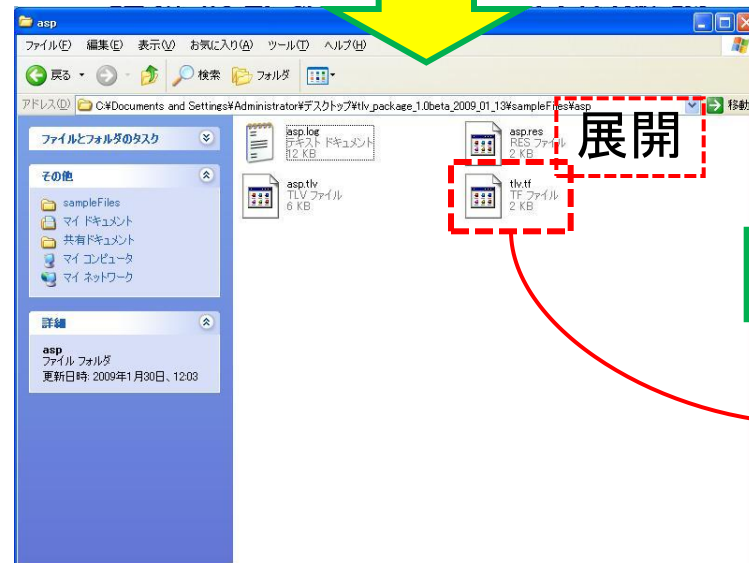 asp
ファイル(F) 編集(E) 表示(V) お気に入り(A) ツール(T) ヘルプ(H)
戻る 検索 フォルダ
アドレス(D) C:¥Documents and Settings¥Administrator¥デスクトップ¥tlv_package_1.0beta_2009_01_13¥sampleFiles¥asp 移動
ファイルとフォルダのタスク
その他
sampleFiles
マイ ドキュメント
共有ドキュメント
マイ コンピュータ
マイ ネットワーク
詳細
asp
ファイル フォルダ
更新日時: 2009年1月30日、12:03
asp.log
テキスト ドキュメント
12 KB
asp.res
RES ファイル
2 KB
asp.tlv
TLV ファイル
6 KB
tlv.tf
TF ファイル
2 KB
展開